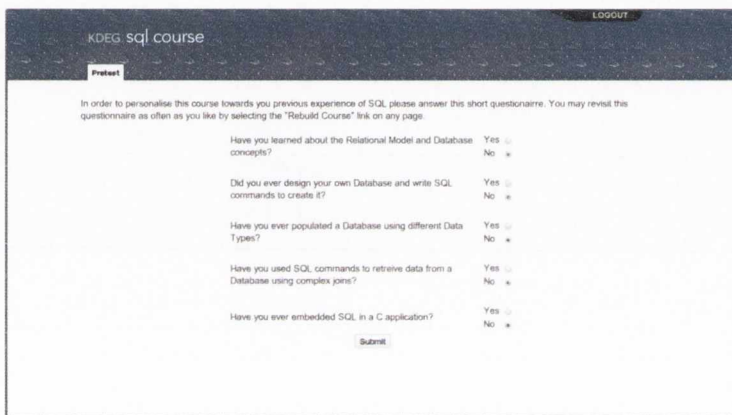 LOGOUT
KDEG sql course
Pretest
In order to personalise this course towards you previous experience of SQL please answer this short questionairre. You may revisit this
questionnaire as often as you like by selecting the "Rebuild Course" link on any page.
Have you learned about the Relational Model and Database Yes
concepts? No
Did you ever design your own Database and write SQL Yes
commands to create it? No
Have you ever populated a Database using different Data Yes
Types? No
Have you used SQL commands to retreive data from a Yes
Database using complex joins? No
Have you ever embedded SQL in a C application? Yes
No
Submit